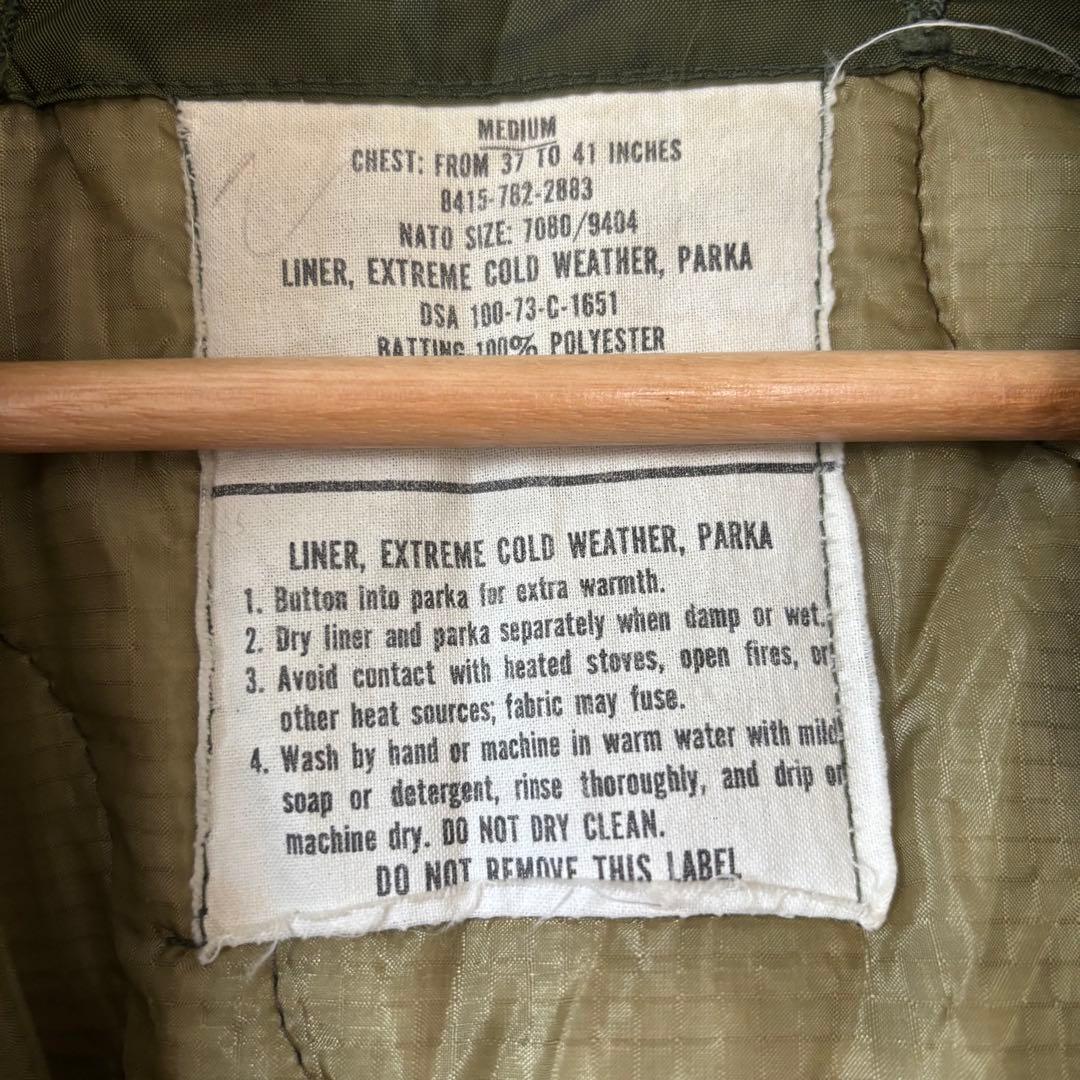 MEDIUM
CHEST: FROM 37 TO 41 INCHES
8415-782-2883
NATO SIZE: 7080/9404
LINER, EXTREME COLD WEATHER, PARKA
DSA 100-73-C-1651
BATTING 100% POLYESTER
LINER, EXTREME COLD WEATHER, PARKA
1. Button into parka for extra warmth.
2. Dry liner and parka separately when damp or wet.
3. Avoid contact with heated stoves, open fires, or
other heat sources; fabric may fuse.
4. Wash by hand or machine in warm water with mild
soap or detergent, rinse thoroughly, and drip or
machine dry. DO NOT DRY CLEAN.
DO NOT REMOVE THIS LABEL